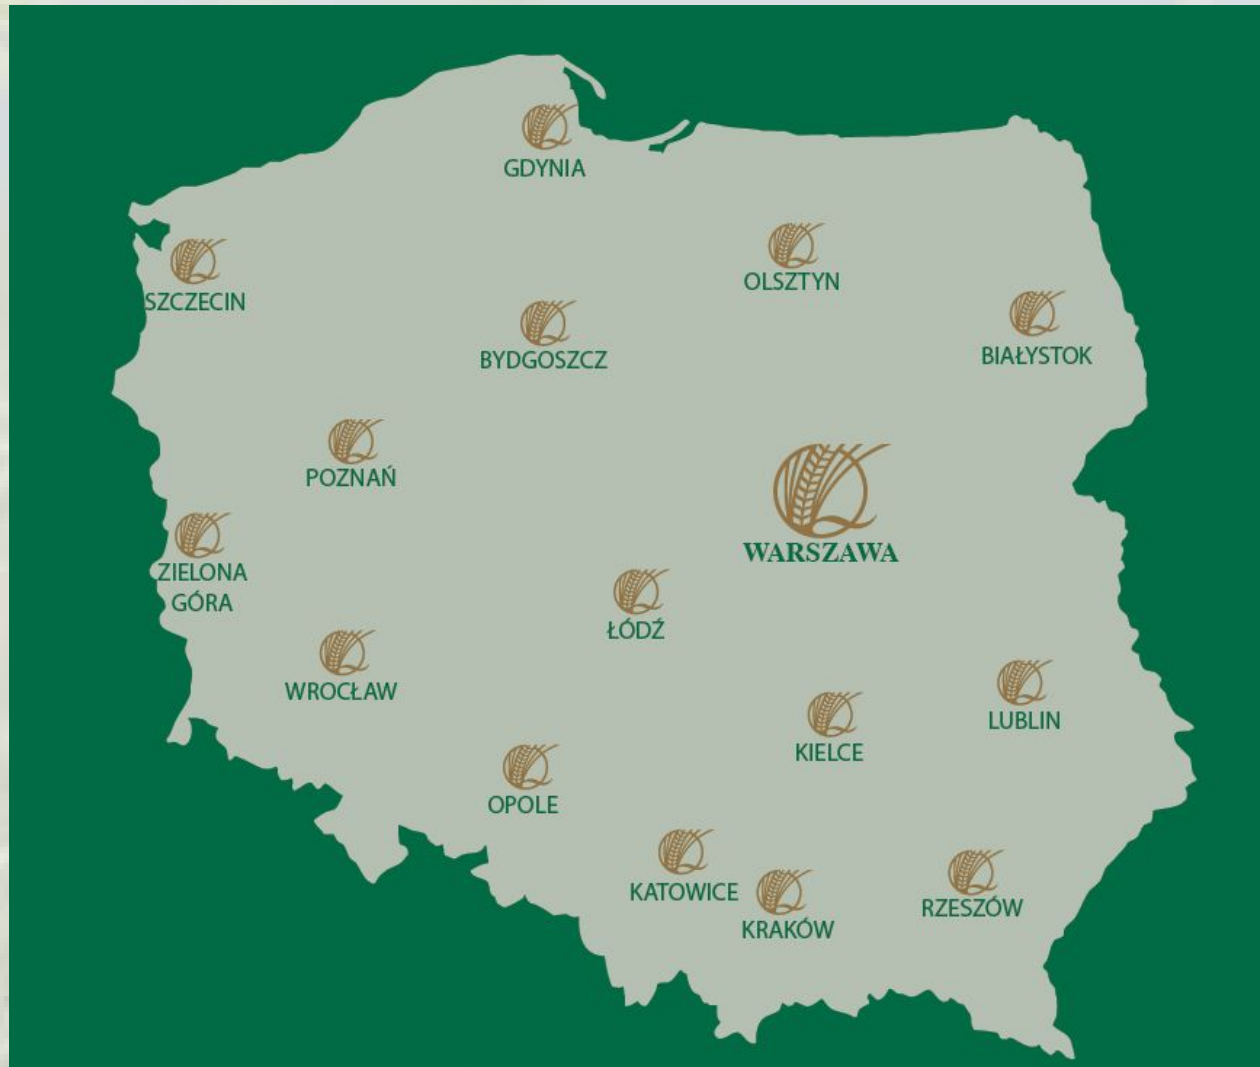 GDYNIA
SZCZECIN
OLSZTYN
BYDGOSZCZ
BIAŁYSTOK
POZNAŃ
WARSZAWA
ZIELONA
GÓRA
ŁÓDŹ
WROCŁAW
LUBLIN
KIELCE
OPOLE
KATOWICE
KRAKÓW
RZESZÓW